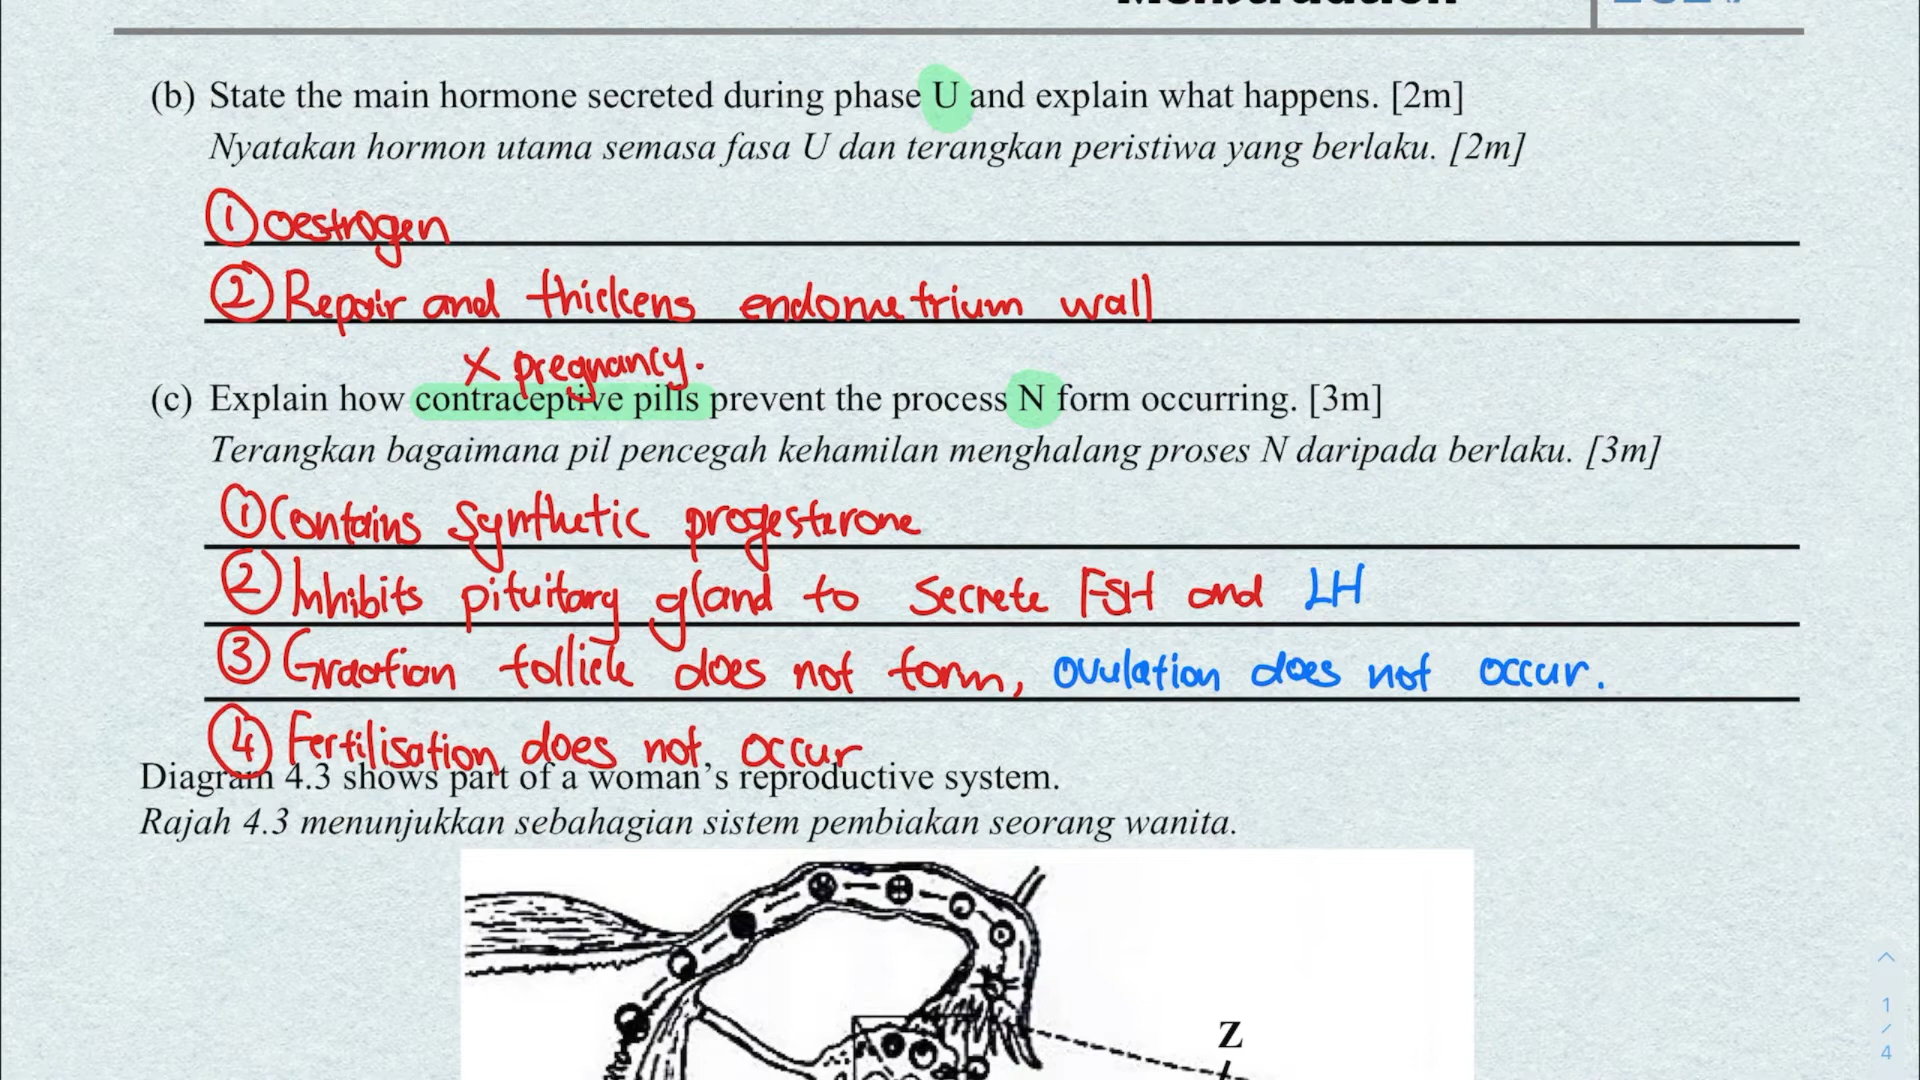 (b) State the main hormone secreted during phase U and explain what happens. [2m]
Nyatakan hormon utama semasa fasa U dan terangkan peristiwa yang berlaku. [2m]
① oestrogen
② Repair and thickens endometrium wall
X pregnancy.
(c) Explain how contraceptive pills prevent the process N form occurring. [3m]
Terangkan bagaimana pil pencegah kehamilan menghalang proses N daripada berlaku. [3m]
① Contains synthetic progesterone
② Inhibits pituitary gland to secrete FSH and LH
③ Graafian follicle does not form, ovulation does not occur.
④ Fertilisation does not occur
Diagram 4.3 shows part of a woman's reproductive system.
Rajah 4.3 menunjukkan sebahagian sistem pembiakan seorang wanita.
Z
1
/
4